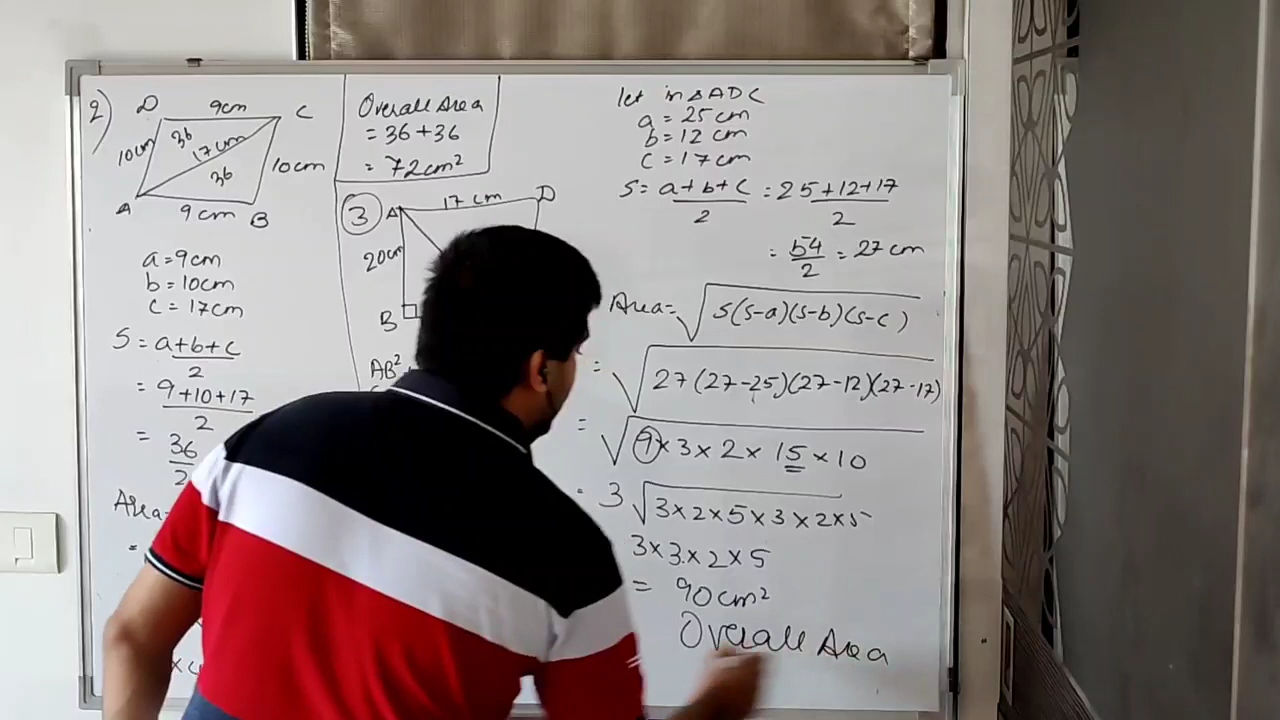 2)
D 9cm C
10cm 36 17cm 36 10cm
A 9cm B
a = 9cm
b = 10cm
c = 17cm
S = a+b+c
2
= 9+10+17
2
= 36
2
Area=
=
Overall Area
= 36+36
= 72cm²
3 A 17 cm D
20cm
B
AB²
let in △ADC
a = 25 cm
b = 12 cm
c = 17 cm
S = a+b+c = 25+12+17
2 2
= 54 = 27 cm
2
Area = √s(s-a)(s-b)(s-c)
= √27(27-25)(27-12)(27-17)
= √9×3×2×15×10
3√3×2×5×3×2×5
3×3×2×5
= 90cm²
Overall Area